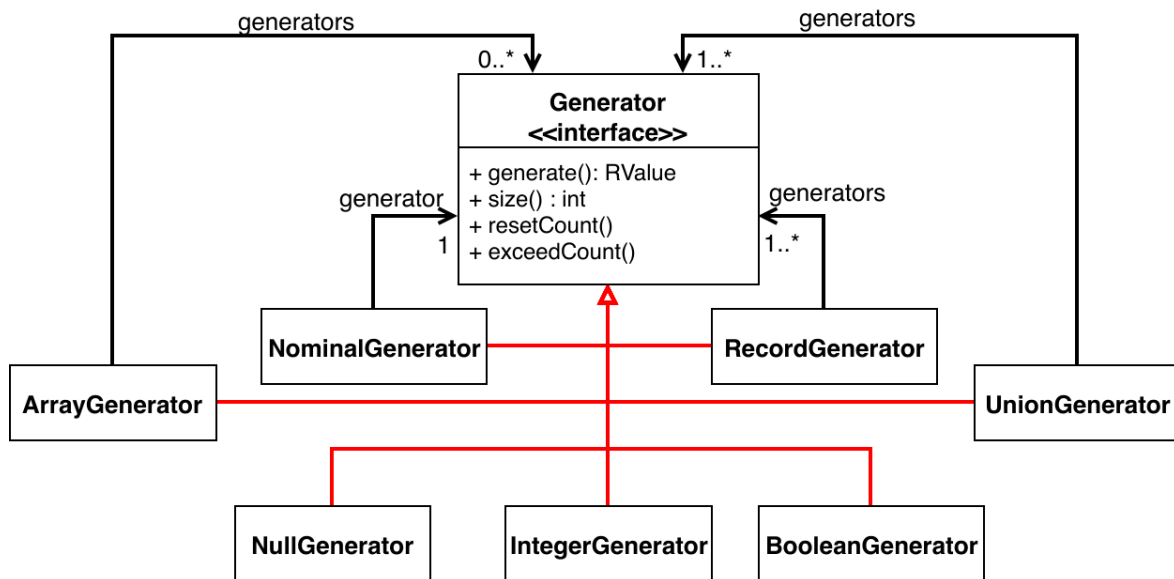 generators
generators
0..*
1..*
Generator
<<interface>>
+ generate(): RValue
+ size() : int
+ resetCount()
+ exceedCount()
generator
1
generators
1..*
NominalGenerator
RecordGenerator
ArrayGenerator
UnionGenerator
NullGenerator
IntegerGenerator
BooleanGenerator